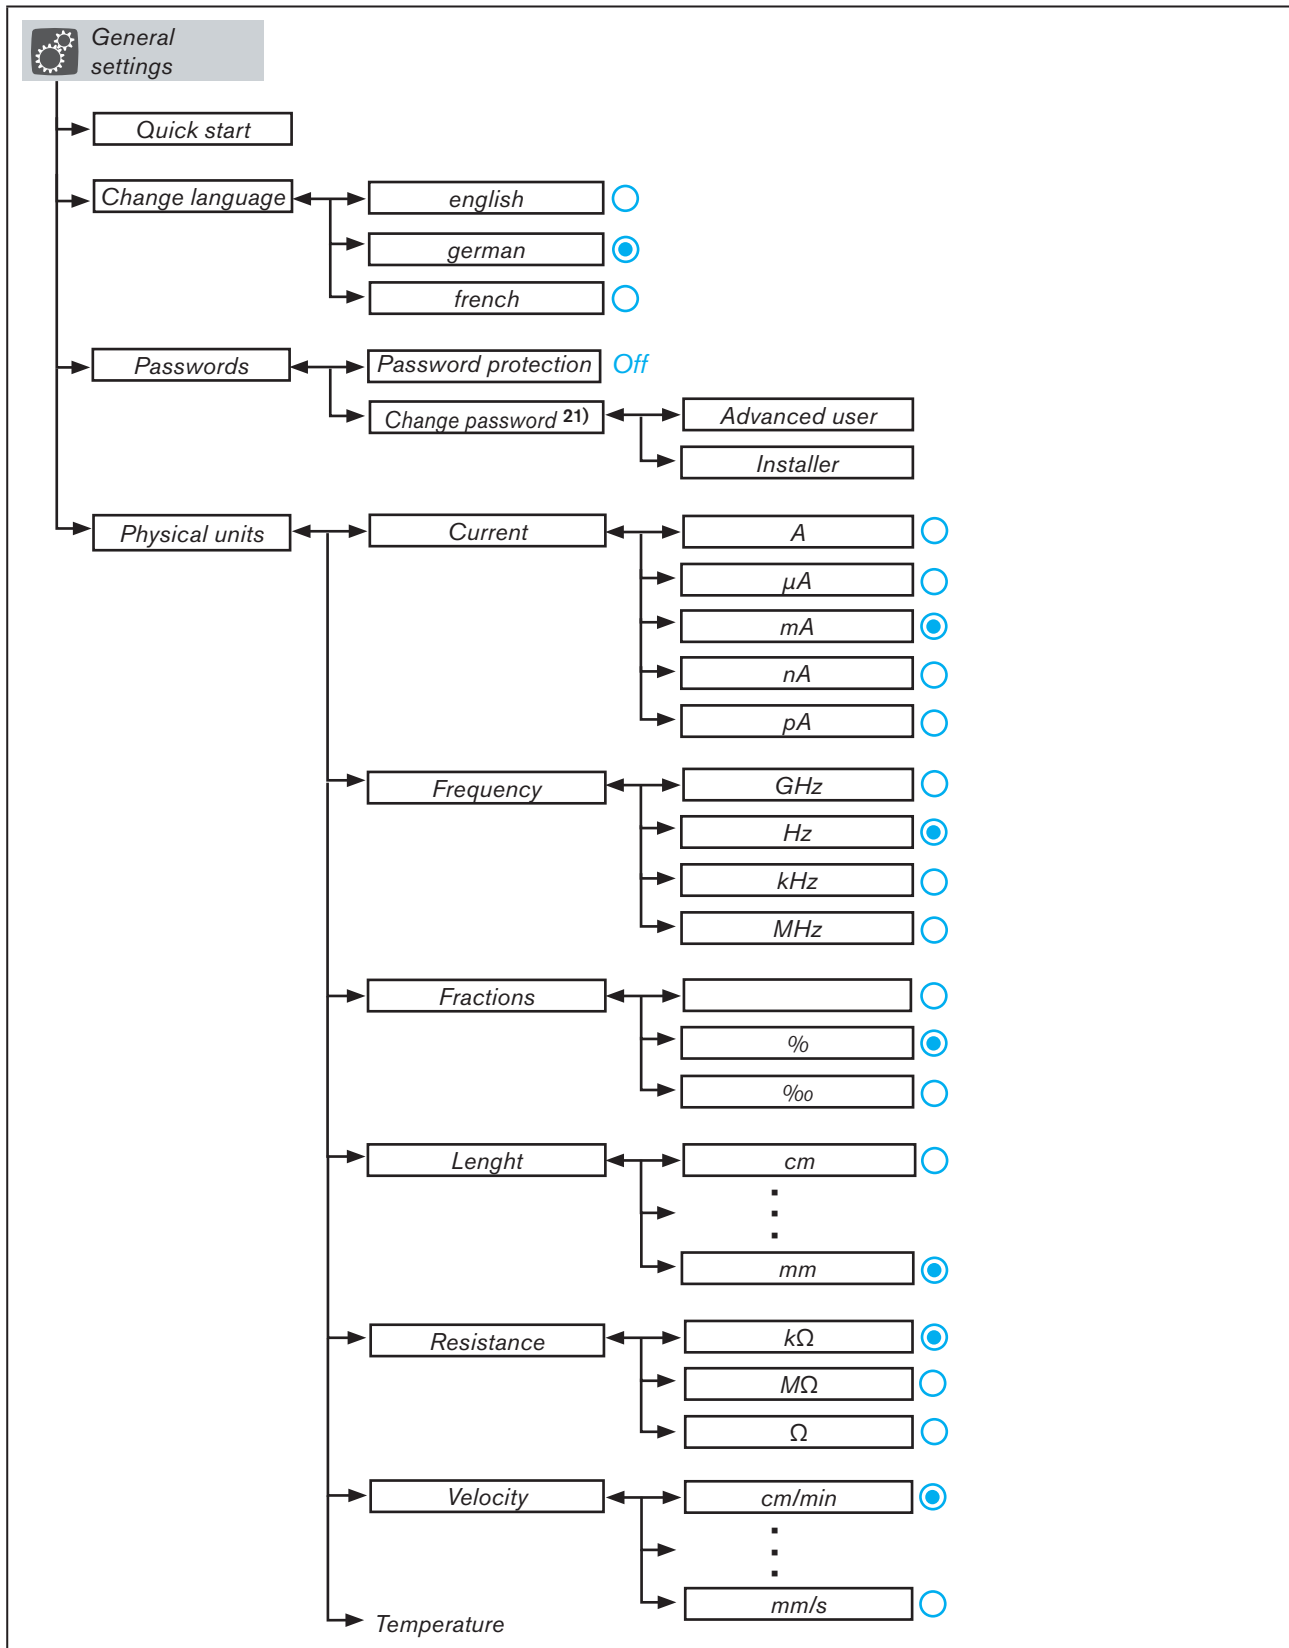 General
settings
Quick start
Change language
english
german
french
Passwords
Password protection
Off
Change password 21)
Advanced user
Installer
Physical units
Current
A
µA
mA
nA
pA
Frequency
GHz
Hz
kHz
MHz
Fractions
%
‰
Lenght
cm
mm
Resistance
kΩ
MΩ
Ω
Velocity
cm/min
mm/s
Temperature